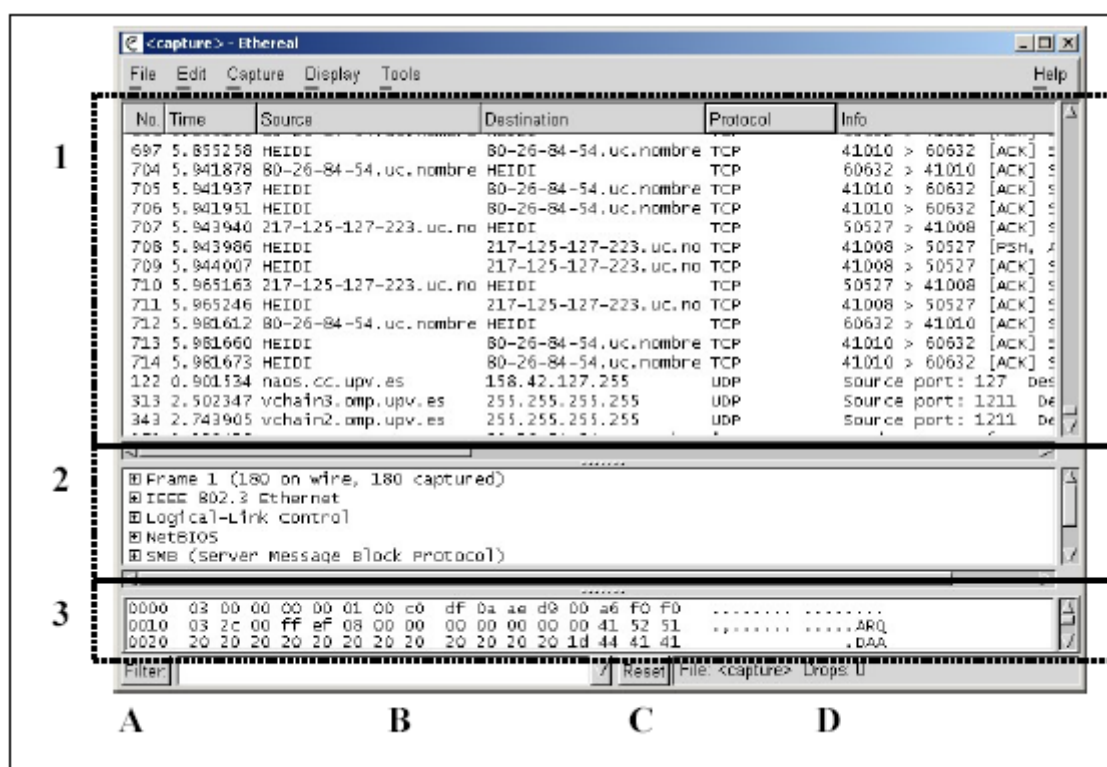 <capture> - Ethereal
File Edit Capture Display Tools Help
No. Time Source Destination Protocol Info
1
697 5.855258 HEIDI 80-26-84-54.uc.nombre TCP 41010 > 60632 [ACK] S
704 5.941878 80-26-84-54.uc.nombre HEIDI TCP 60632 > 41010 [ACK] S
705 5.941937 HEIDI 80-26-84-54.uc.nombre TCP 41010 > 60632 [ACK] S
706 5.941951 HEIDI 80-26-84-54.uc.nombre TCP 41010 > 60632 [ACK] S
707 5.943940 217-125-127-223.uc.no HEIDI TCP 50527 > 41008 [ACK] S
708 5.943986 HEIDI 217-125-127-223.uc.no TCP 41008 > 50527 [PSH, A
709 5.944007 HEIDI 217-125-127-223.uc.no TCP 41008 > 50527 [ACK] S
710 5.965163 217-125-127-223.uc.no HEIDI TCP 50527 > 41008 [ACK] S
711 5.965246 HEIDI 217-125-127-223.uc.no TCP 41008 > 50527 [ACK] S
712 5.981612 80-26-84-54.uc.nombre HEIDI TCP 60632 > 41010 [ACK] S
713 5.981660 HEIDI 80-26-84-54.uc.nombre TCP 41010 > 60632 [ACK] S
714 5.981673 HEIDI 80-26-84-54.uc.nombre TCP 41010 > 60632 [ACK] S
122 0.901534 naos.cc.upv.es 158.42.127.255 UDP Source port: 127 Des
313 2.502347 vchain3.omp.upv.es 255.255.255.255 UDP Source port: 1211 De
343 2.743905 vchain2.omp.upv.es 255.255.255.255 UDP Source port: 1211 De
2
Frame 1 (180 on wire, 180 captured)
IEEE 802.3 Ethernet
Logical-Link Control
NetBIOS
SMB (Server Message Block Protocol)
3
0000 03 00 00 00 00 01 00 c0 df 0a ae d9 00 a6 f0 f0 ........ ........
0010 03 2c 00 ff ef 08 00 00 00 00 00 00 00 41 52 51 .,...... .....ARQ
0020 20 20 20 20 20 20 20 20 20 20 20 20 1d 44 41 41 .DAA
Filter: Reset File: <capture> Drops: 0
A B C D